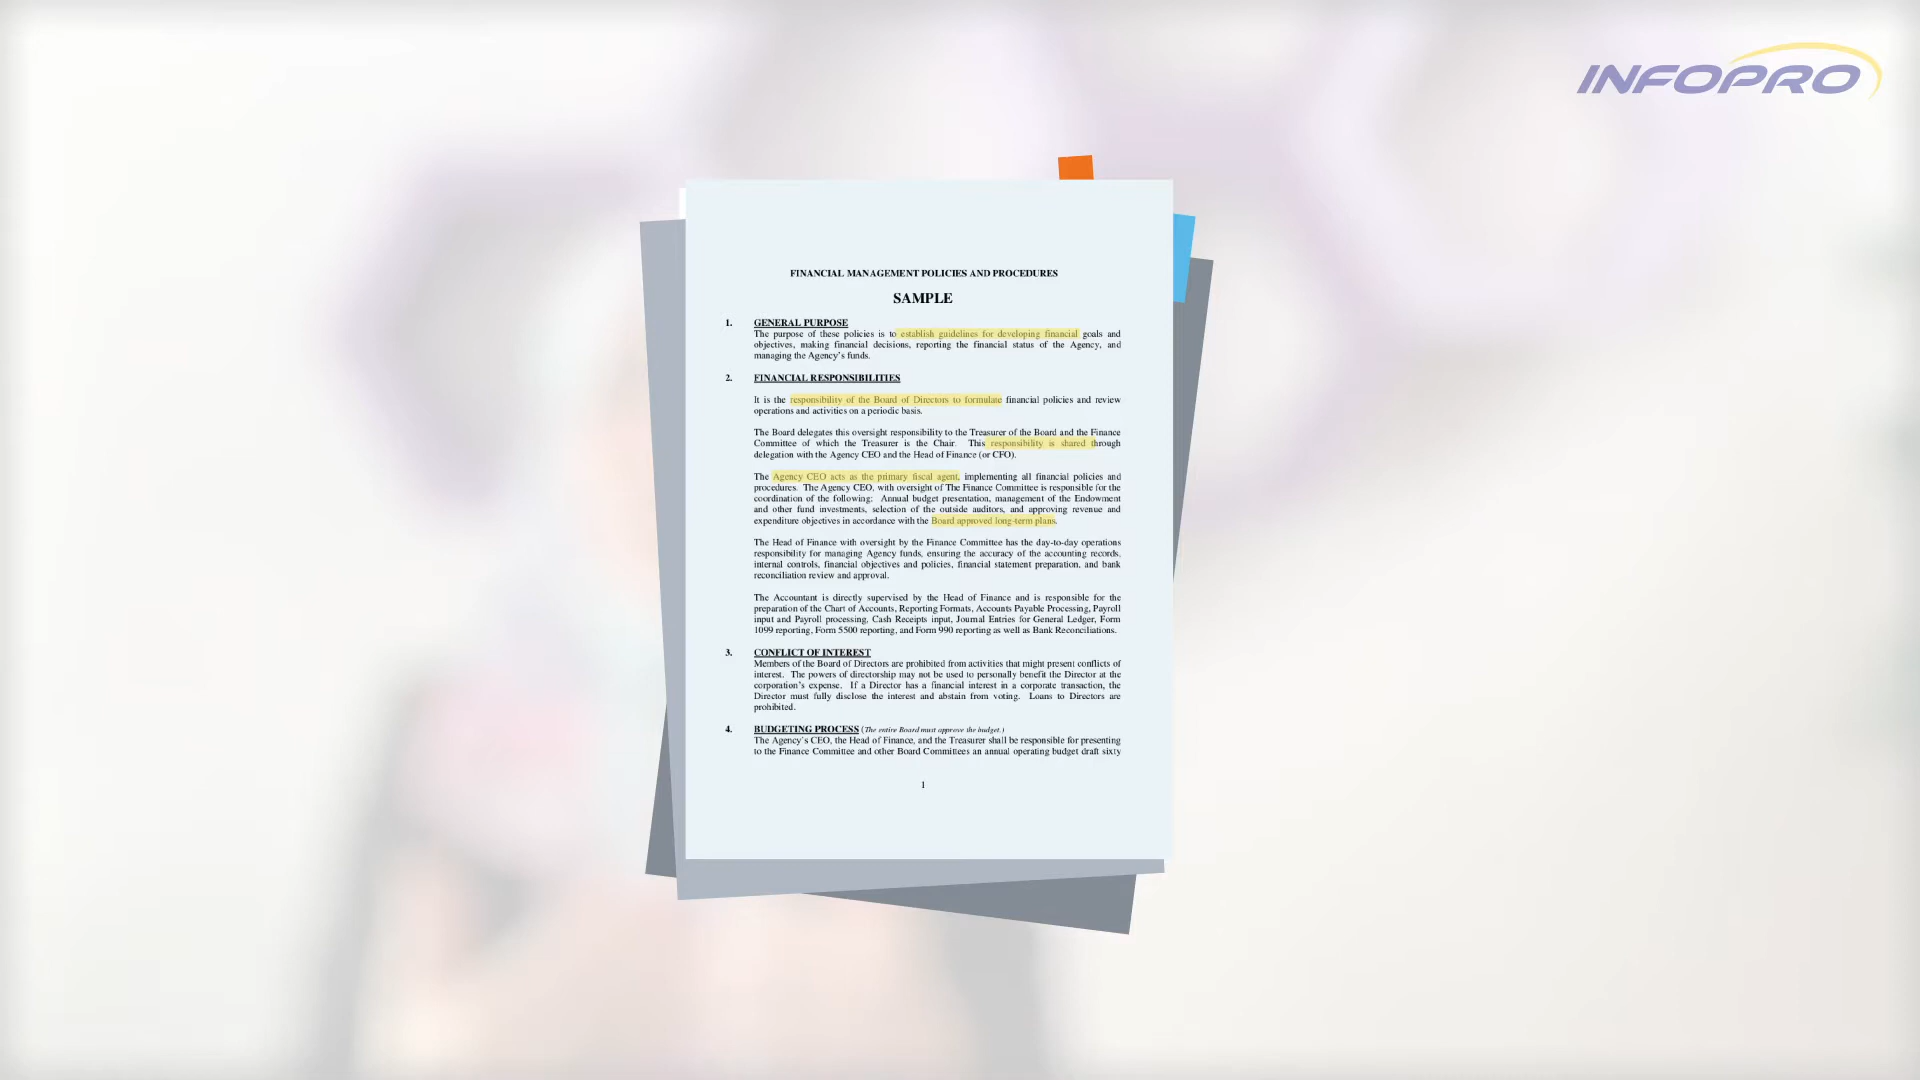 INFOPRO
FINANCIAL MANAGEMENT POLICIES AND PROCEDURES
SAMPLE
1. GENERAL PURPOSE
The purpose of these policies is to establish guidelines for developing financial goals and
objectives, making financial decisions, reporting the financial status of the Agency, and
managing the Agency's funds.
2. FINANCIAL RESPONSIBILITIES
It is the responsibility of the Board of Directors to formulate financial policies and review
operations and activities on a periodic basis.
The Board delegates this oversight responsibility to the Treasurer of the Board and the Finance
Committee of which the Treasurer is the Chair. This responsibility is shared through
delegation with the Agency CEO and the Head of Finance (or CFO).
The Agency CEO acts as the primary fiscal agent, implementing all financial policies and
procedures. The Agency CEO, with oversight of The Finance Committee is responsible for the
coordination of the following: Annual budget presentation, management of the Endowment
and other fund investments, selection of the outside auditors, and approving revenue and
expenditure objectives in accordance with the Board approved long-term plans.
The Head of Finance with oversight by the Finance Committee has the day-to-day operations
responsibility for managing Agency funds, ensuring the accuracy of the accounting records,
internal controls, financial objectives and policies, financial statement preparation, and bank
reconciliation review and approval.
The Accountant is directly supervised by the Head of Finance and is responsible for the
preparation of the Chart of Accounts, Reporting Formats, Accounts Payable Processing, Payroll
input and Payroll processing, Cash Receipts input, Journal Entries for General Ledger, Form
1099 reporting, Form 5500 reporting, and Form 990 reporting as well as Bank Reconciliations.
3. CONFLICT OF INTEREST
Members of the Board of Directors are prohibited from activities that might present conflicts of
interest. The powers of directorship may not be used to personally benefit the Director at the
corporation's expense. If a Director has a financial interest in a corporate transaction, the
Director must fully disclose the interest and abstain from voting. Loans to Directors are
prohibited.
4. BUDGETING PROCESS (The entire Board must approve the budget.)
The Agency's CEO, the Head of Finance, and the Treasurer shall be responsible for presenting
to the Finance Committee and other Board Committees an annual operating budget draft sixty
1